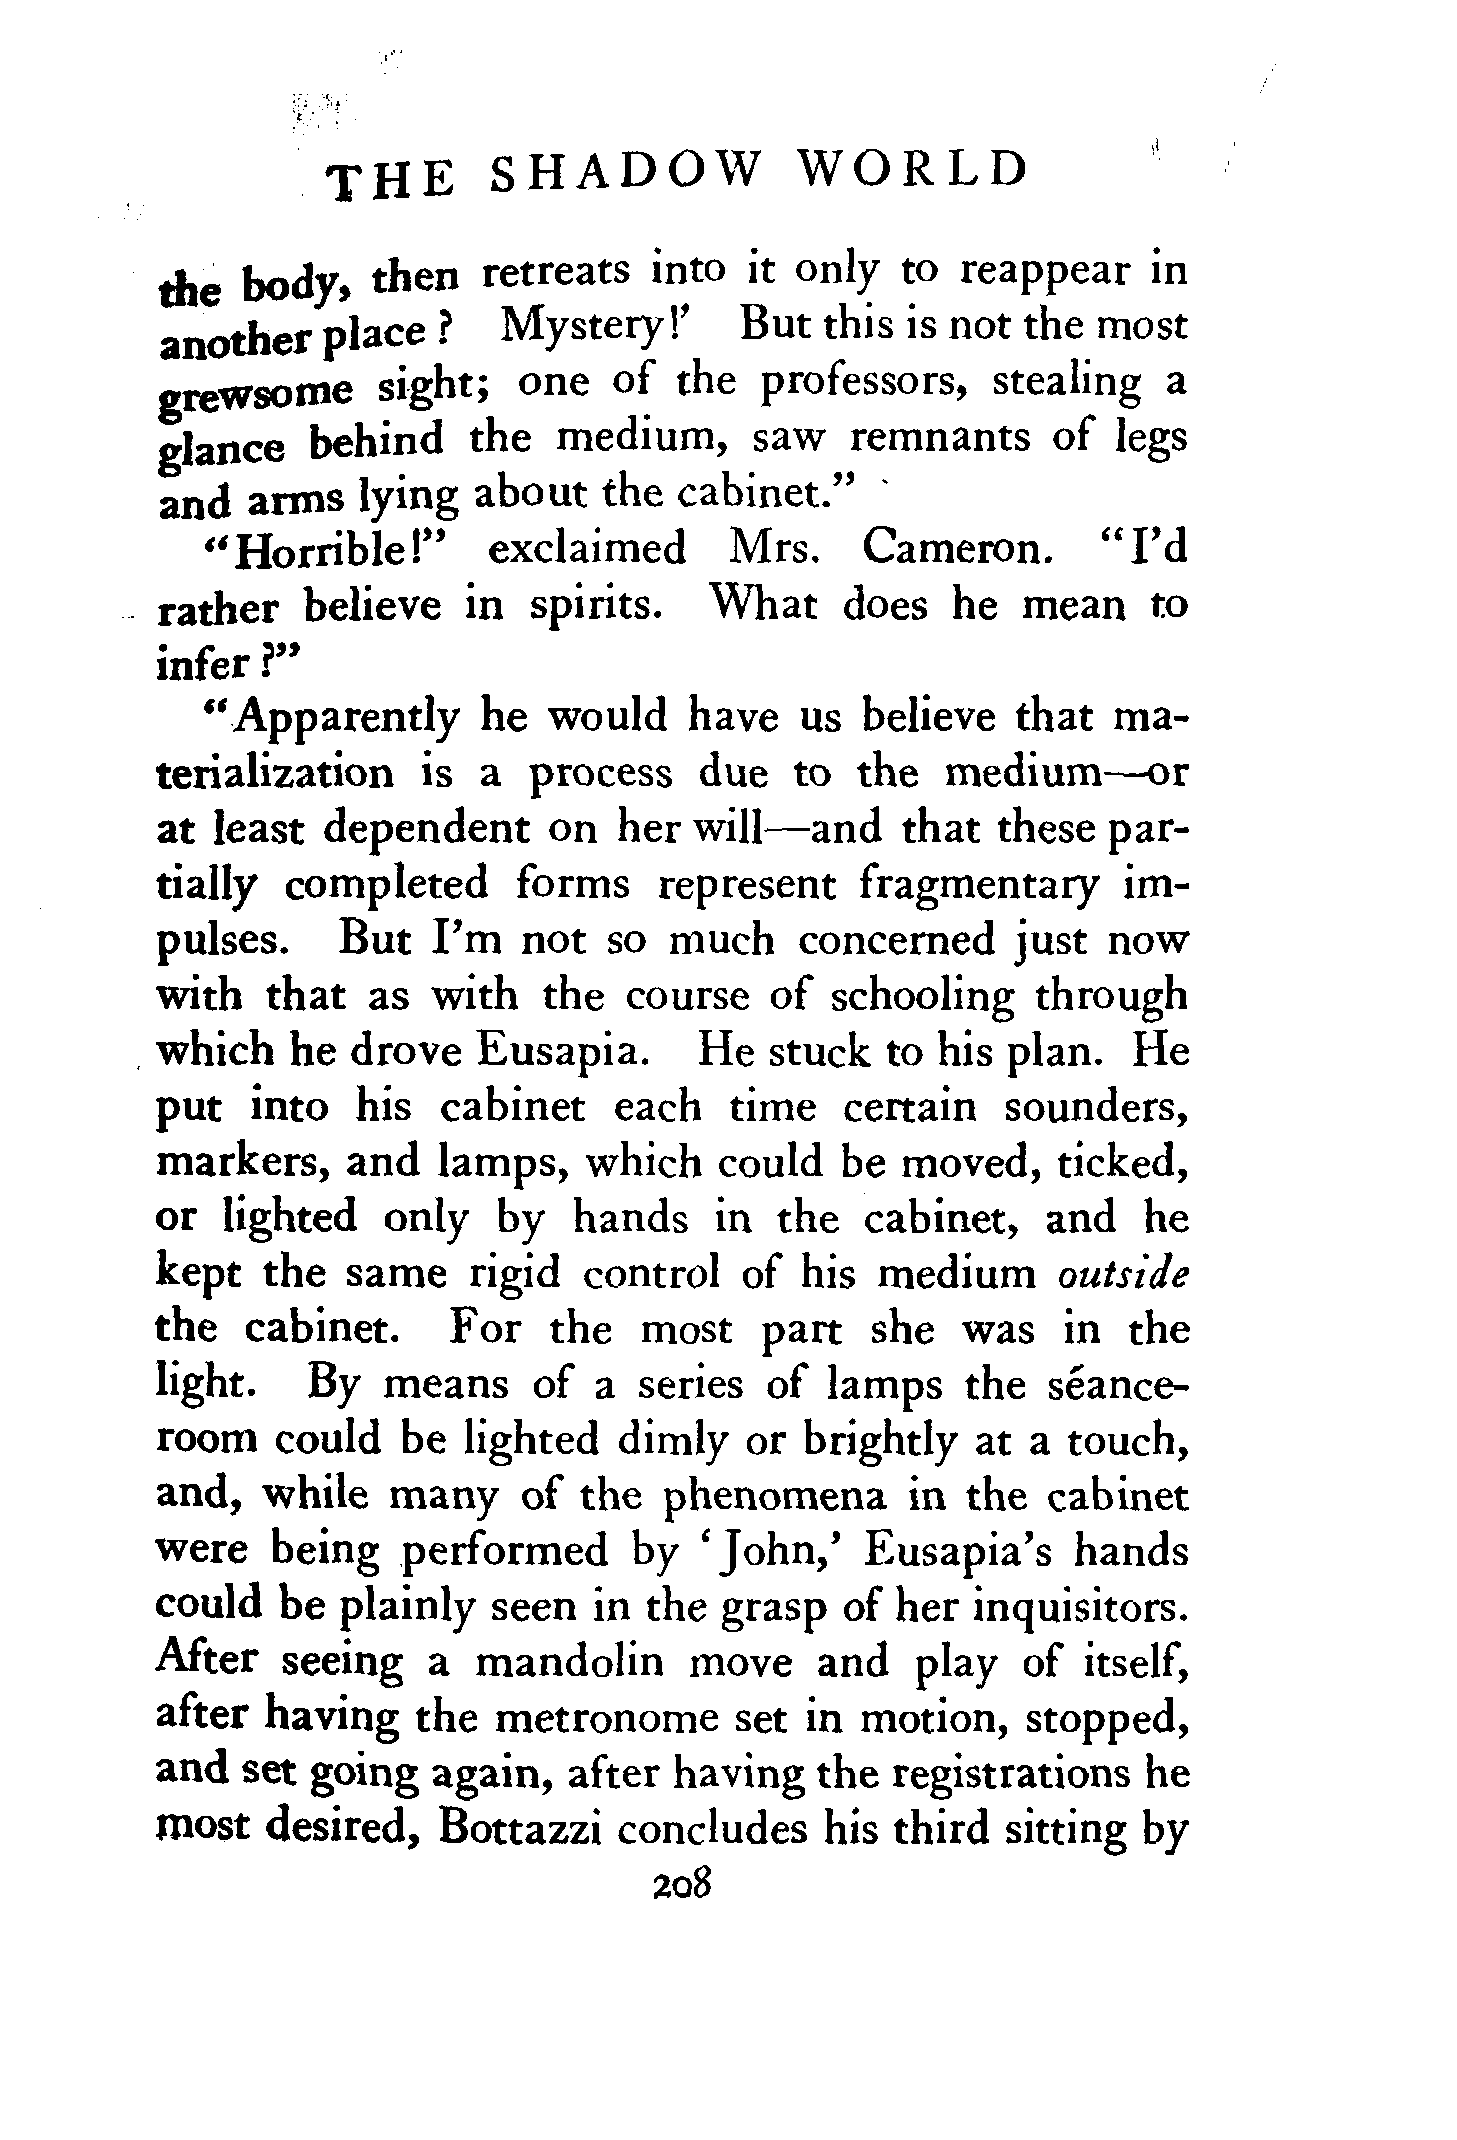 THE SHADOW WORLD
the body, then retreats into it only to reappear in
another place? Mystery!' But this is not the most
grewsome sight; one of the professors, stealing a
glance behind the medium, saw remnants of legs
and arms lying about the cabinet."
"Horrible!" exclaimed Mrs. Cameron. "I'd
rather believe in spirits. What does he mean to
infer?"
"Apparently he would have us believe that ma-
terialization is a process due to the medium—or
at least dependent on her will—and that these par-
tially completed forms represent fragmentary im-
pulses. But I'm not so much concerned just now
with that as with the course of schooling through
which he drove Eusapia. He stuck to his plan. He
put into his cabinet each time certain sounders,
markers, and lamps, which could be moved, ticked,
or lighted only by hands in the cabinet, and he
kept the same rigid control of his medium outside
the cabinet. For the most part she was in the
light. By means of a series of lamps the séance-
room could be lighted dimly or brightly at a touch,
and, while many of the phenomena in the cabinet
were being performed by 'John,' Eusapia's hands
could be plainly seen in the grasp of her inquisitors.
After seeing a mandolin move and play of itself,
after having the metronome set in motion, stopped,
and set going again, after having the registrations he
most desired, Bottazzi concludes his third sitting by
208